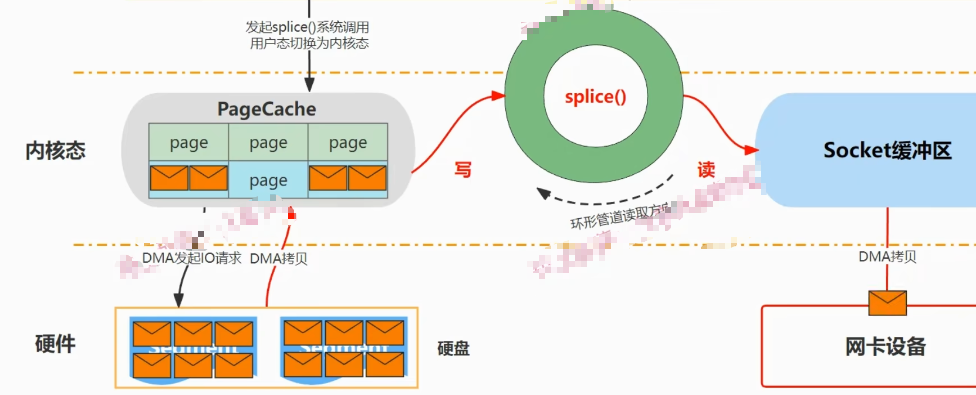 发起splice()系统调用
用户态切换为内核态
PageCache
page
page
page
page
内核态
splice()
写
读
Socket缓冲区
环形管道读取方
DMA发起IO请求
DMA拷贝
DMA拷贝
硬件
硬盘
网卡设备